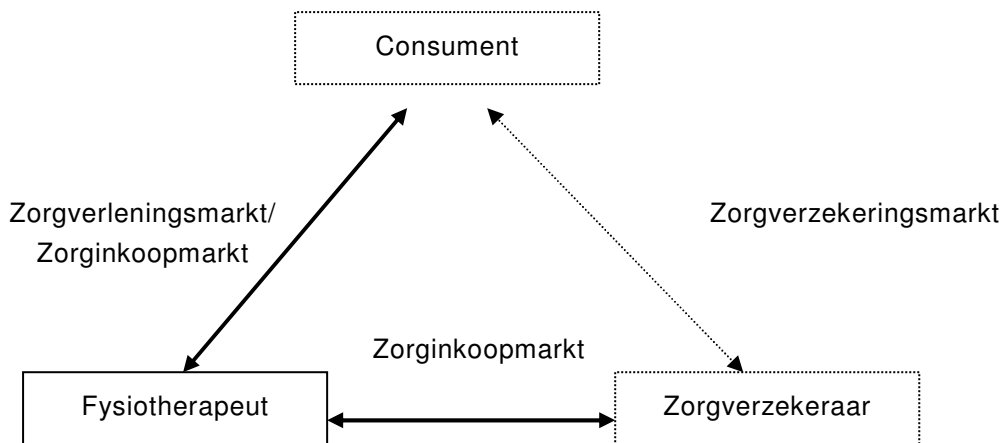 Consument
Zorgverleningsmarkt/
Zorginkoopmarkt
Zorgverzekeringsmarkt
Zorginkoopmarkt
Fysiotherapeut
Zorgverzekeraar